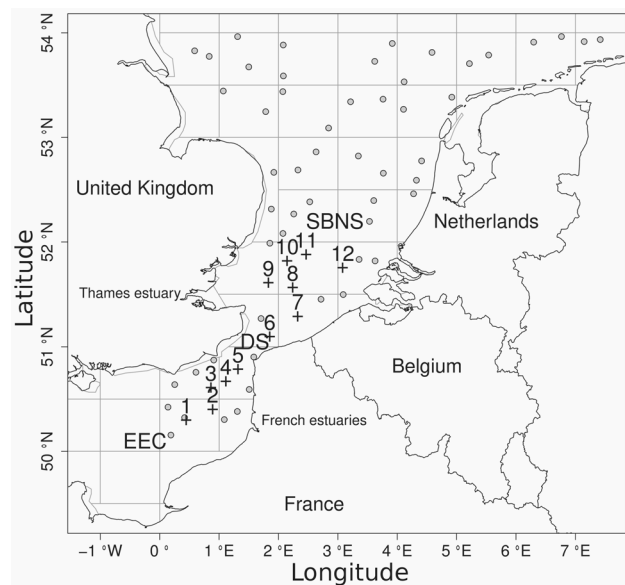 54 °N
53 °N
52 °N
51 °N
50 °N
Latitude
United Kingdom
Thames estuary
SBNS
Netherlands
11
10
12
9
8
7
6
DS
5
4
3
2
1
Belgium
French estuaries
EEC
France
−1 °W
0 °
1 °E
2 °E
3 °E
4 °E
5 °E
6 °E
7 °E
Longitude